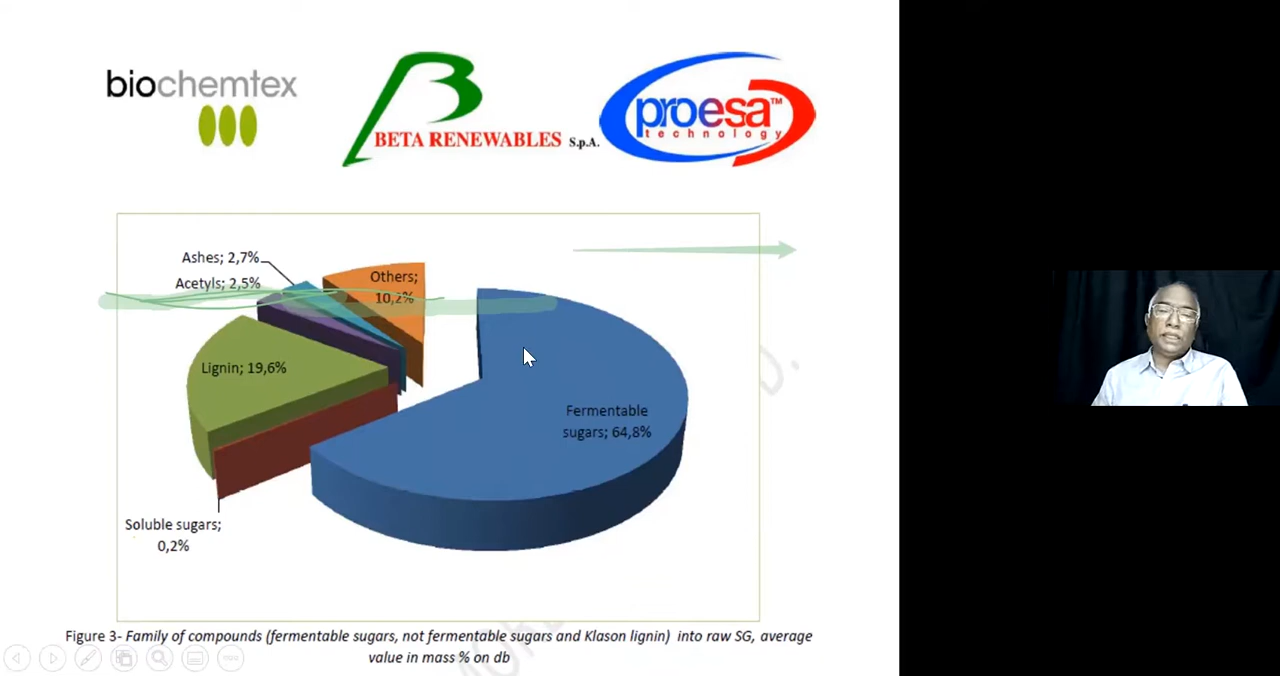 biochemtex
BETA RENEWABLES S.p.A.
proesa™
technology
Ashes; 2,7%
Acetyls; 2,5%
Others;
10,2%
Lignin; 19,6%
Fermentable
sugars; 64,8%
Soluble sugars;
0,2%
Figure 3- Family of compounds (fermentable sugars, not fermentable sugars and Klason lignin) into raw SG, average
value in mass % on db